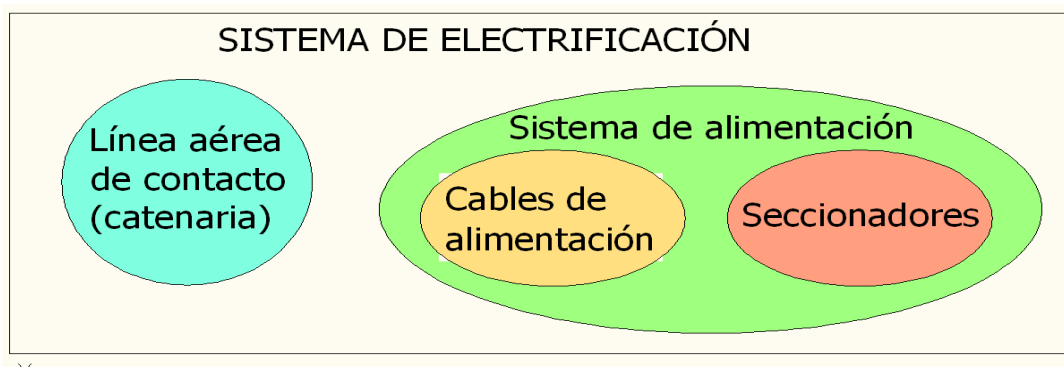 SISTEMA DE ELECTRIFICACIÓN
Línea aérea
de contacto
(catenaria)
Sistema de alimentación
Cables de
alimentación
Seccionadores